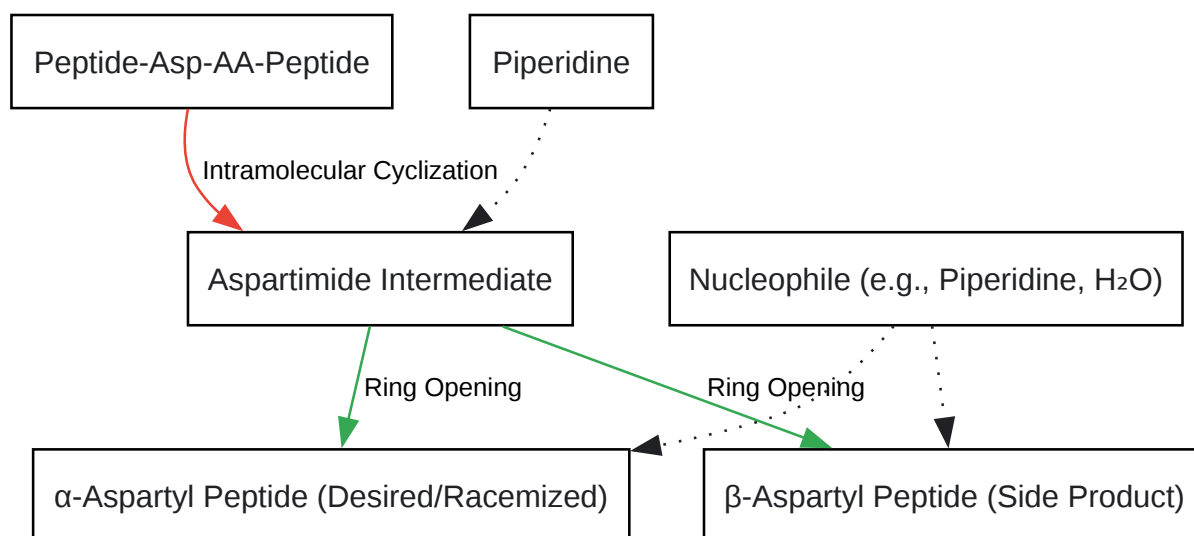 Peptide-Asp-AA-Peptide
Piperidine
Intramolecular Cyclization
Aspartimide Intermediate
Nucleophile (e.g., Piperidine, H₂O)
Ring Opening
Ring Opening
α-Aspartyl Peptide (Desired/Racemized)
β-Aspartyl Peptide (Side Product)